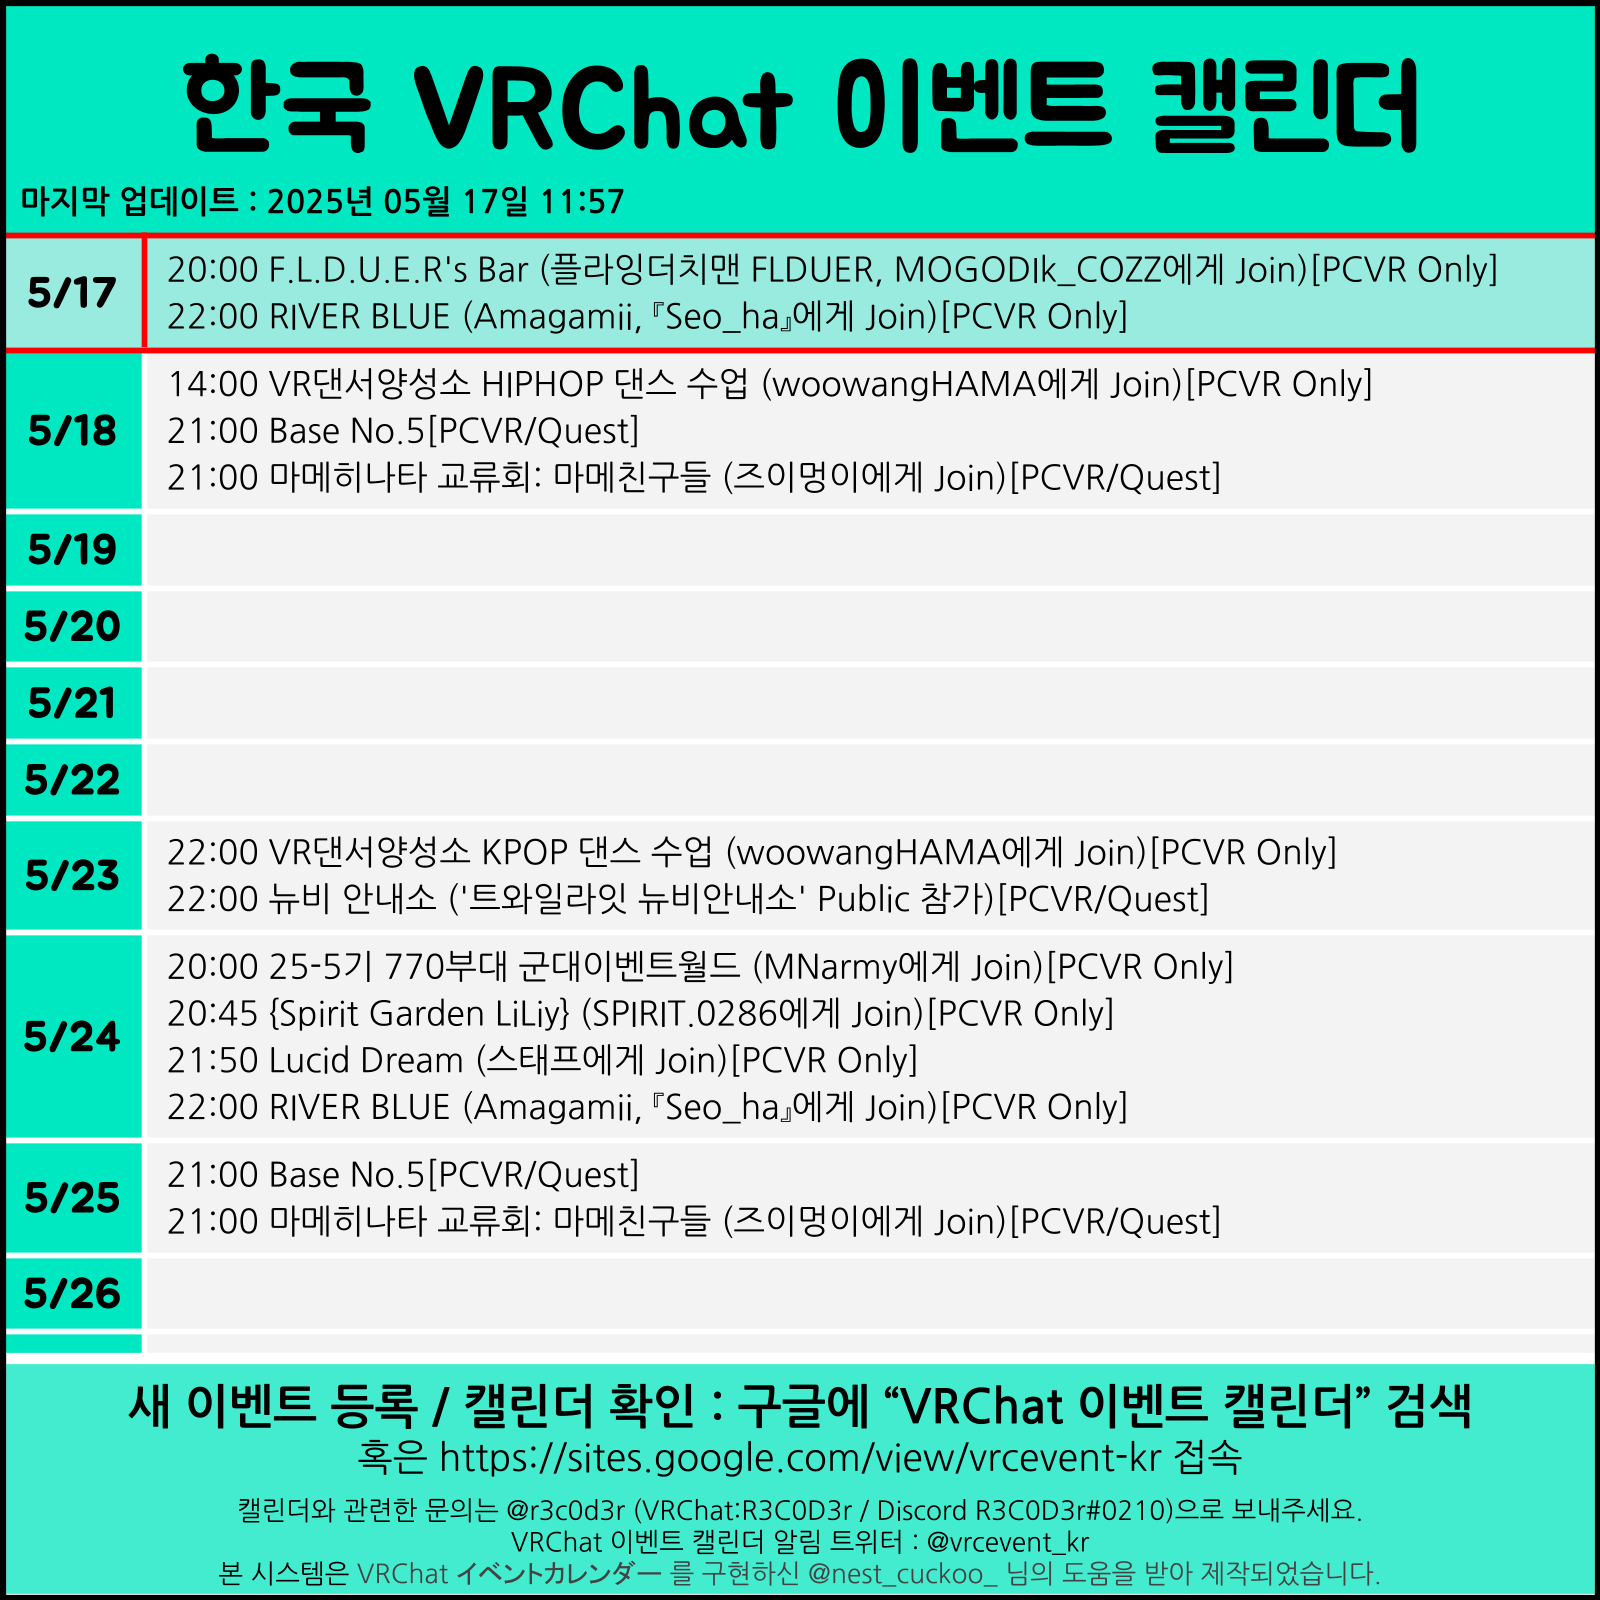 한국 VRChat 이벤트 캘린더
마지막 업데이트 : 2025년 05월 17일 11:57
5/17
20:00 F.L.D.U.E.R's Bar (플라잉더치맨 FLDUER, MOGODIk_COZZ에게 Join)[PCVR Only]
22:00 RIVER BLUE (Amagamii,『Seo_ha』에게 Join)[PCVR Only]
5/18
14:00 VR댄서양성소 HIPHOP 댄스 수업 (woowangHAMA에게 Join)[PCVR Only]
21:00 Base No.5[PCVR/Quest]
21:00 마메히나타 교류회: 마메친구들 (즈이멍이에게 Join)[PCVR/Quest]
5/19
5/20
5/21
5/22
5/23
22:00 VR댄서양성소 KPOP 댄스 수업 (woowangHAMA에게 Join)[PCVR Only]
22:00 뉴비 안내소 ('트와일라잇 뉴비안내소' Public 참가)[PCVR/Quest]
5/24
20:00 25-5기 770부대 군대이벤트월드 (MNarmy에게 Join)[PCVR Only]
20:45 {Spirit Garden LiLiy} (SPIRIT.0286에게 Join)[PCVR Only]
21:50 Lucid Dream (스태프에게 Join)[PCVR Only]
22:00 RIVER BLUE (Amagamii,『Seo_ha』에게 Join)[PCVR Only]
5/25
21:00 Base No.5[PCVR/Quest]
21:00 마메히나타 교류회: 마메친구들 (즈이멍이에게 Join)[PCVR/Quest]
5/26
새 이벤트 등록 / 캘린더 확인 : 구글에 “VRChat 이벤트 캘린더” 검색
혹은 https://sites.google.com/view/vrcevent-kr 접속
캘린더와 관련한 문의는 @r3c0d3r (VRChat:R3C0D3r / Discord R3C0D3r#0210)으로 보내주세요.
VRChat 이벤트 캘린더 알림 트위터 : @vrcevent_kr
본 시스템은 VRChat イベントカレンダー 를 구현하신 @nest_cuckoo_ 님의 도움을 받아 제작되었습니다.